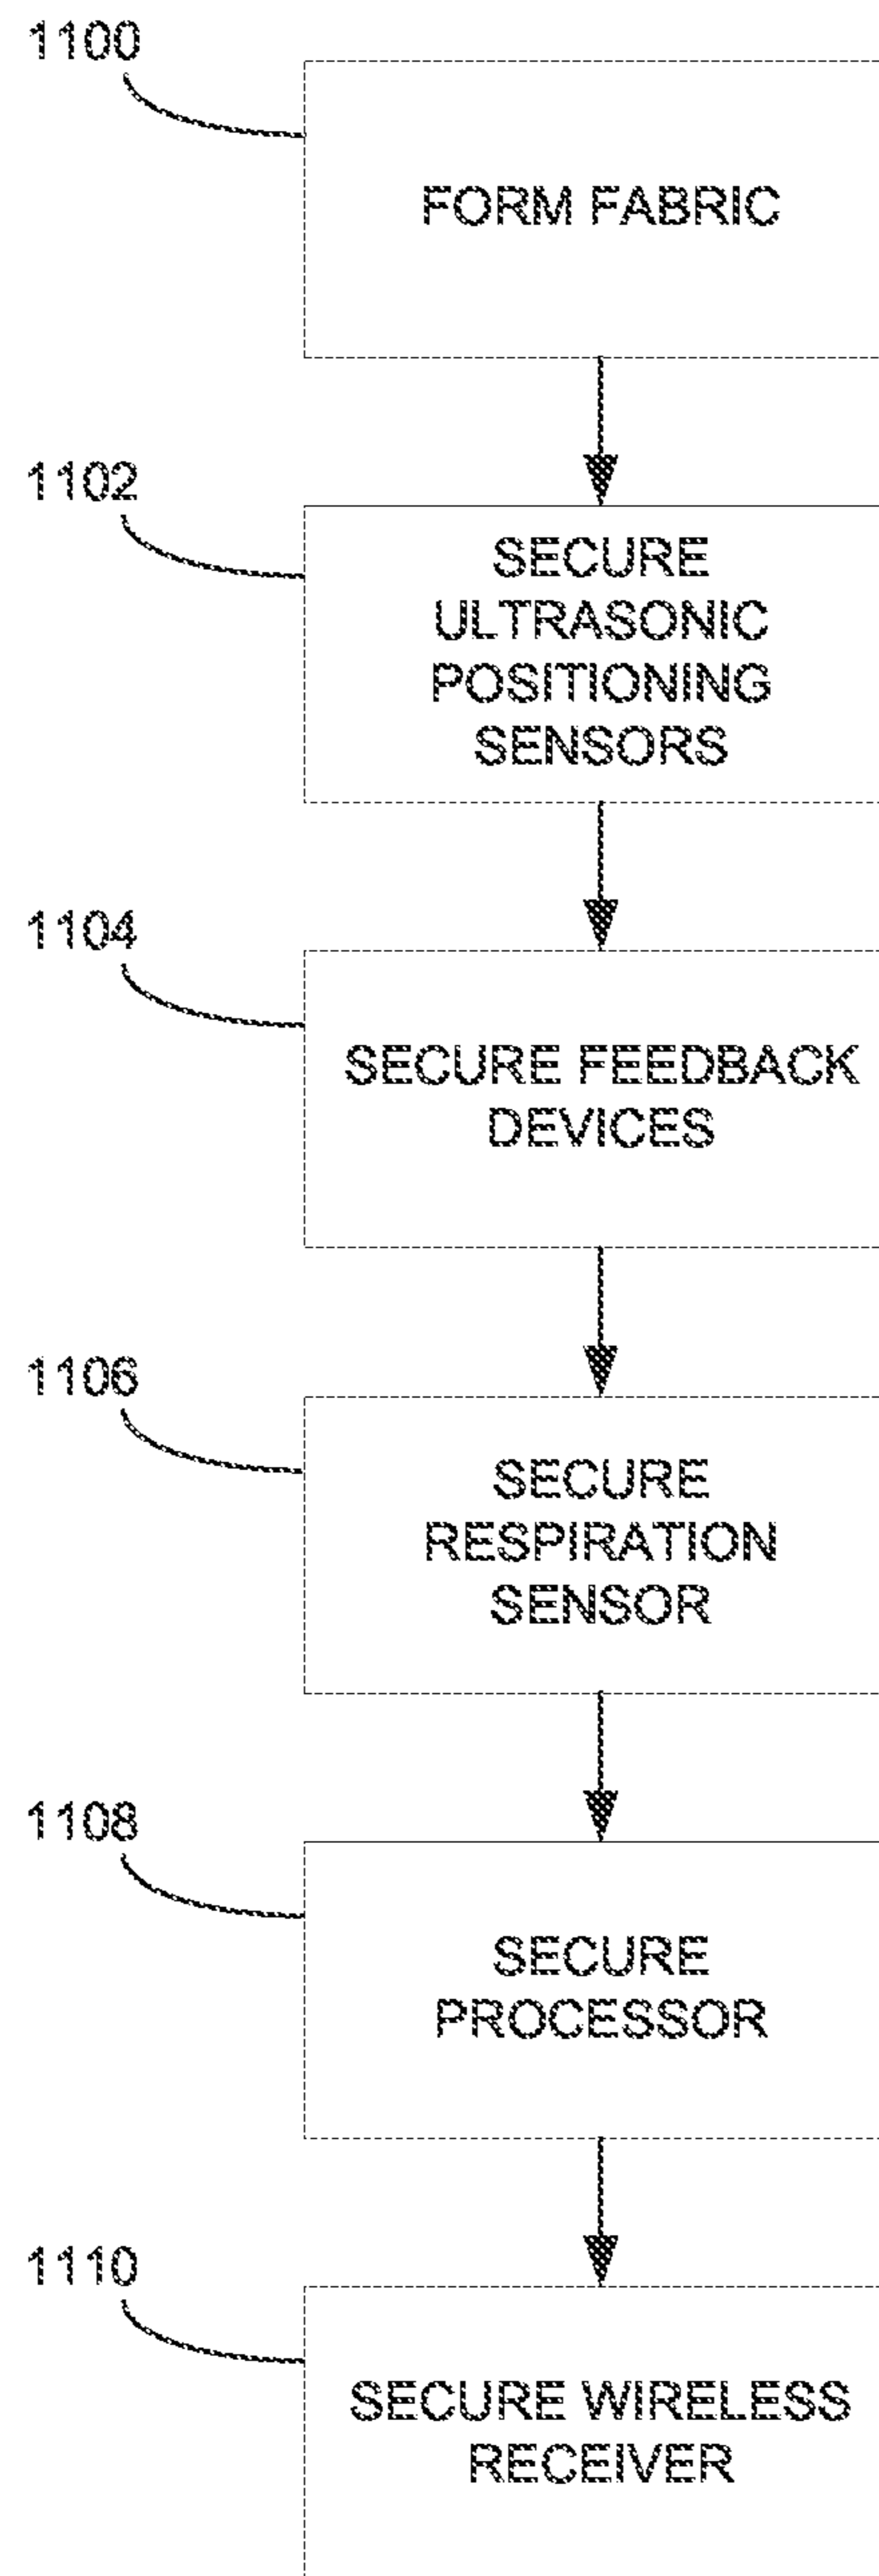 1100
FORM FABRIC
1102
SECURE
ULTRASONIC
POSITIONING
SENSORS
1104
SECURE FEEDBACK
DEVICES
1106
SECURE
RESPIRATION
SENSOR
1108
SECURE
PROCESSOR
1110
SECURE WIRELESS
RECEIVER